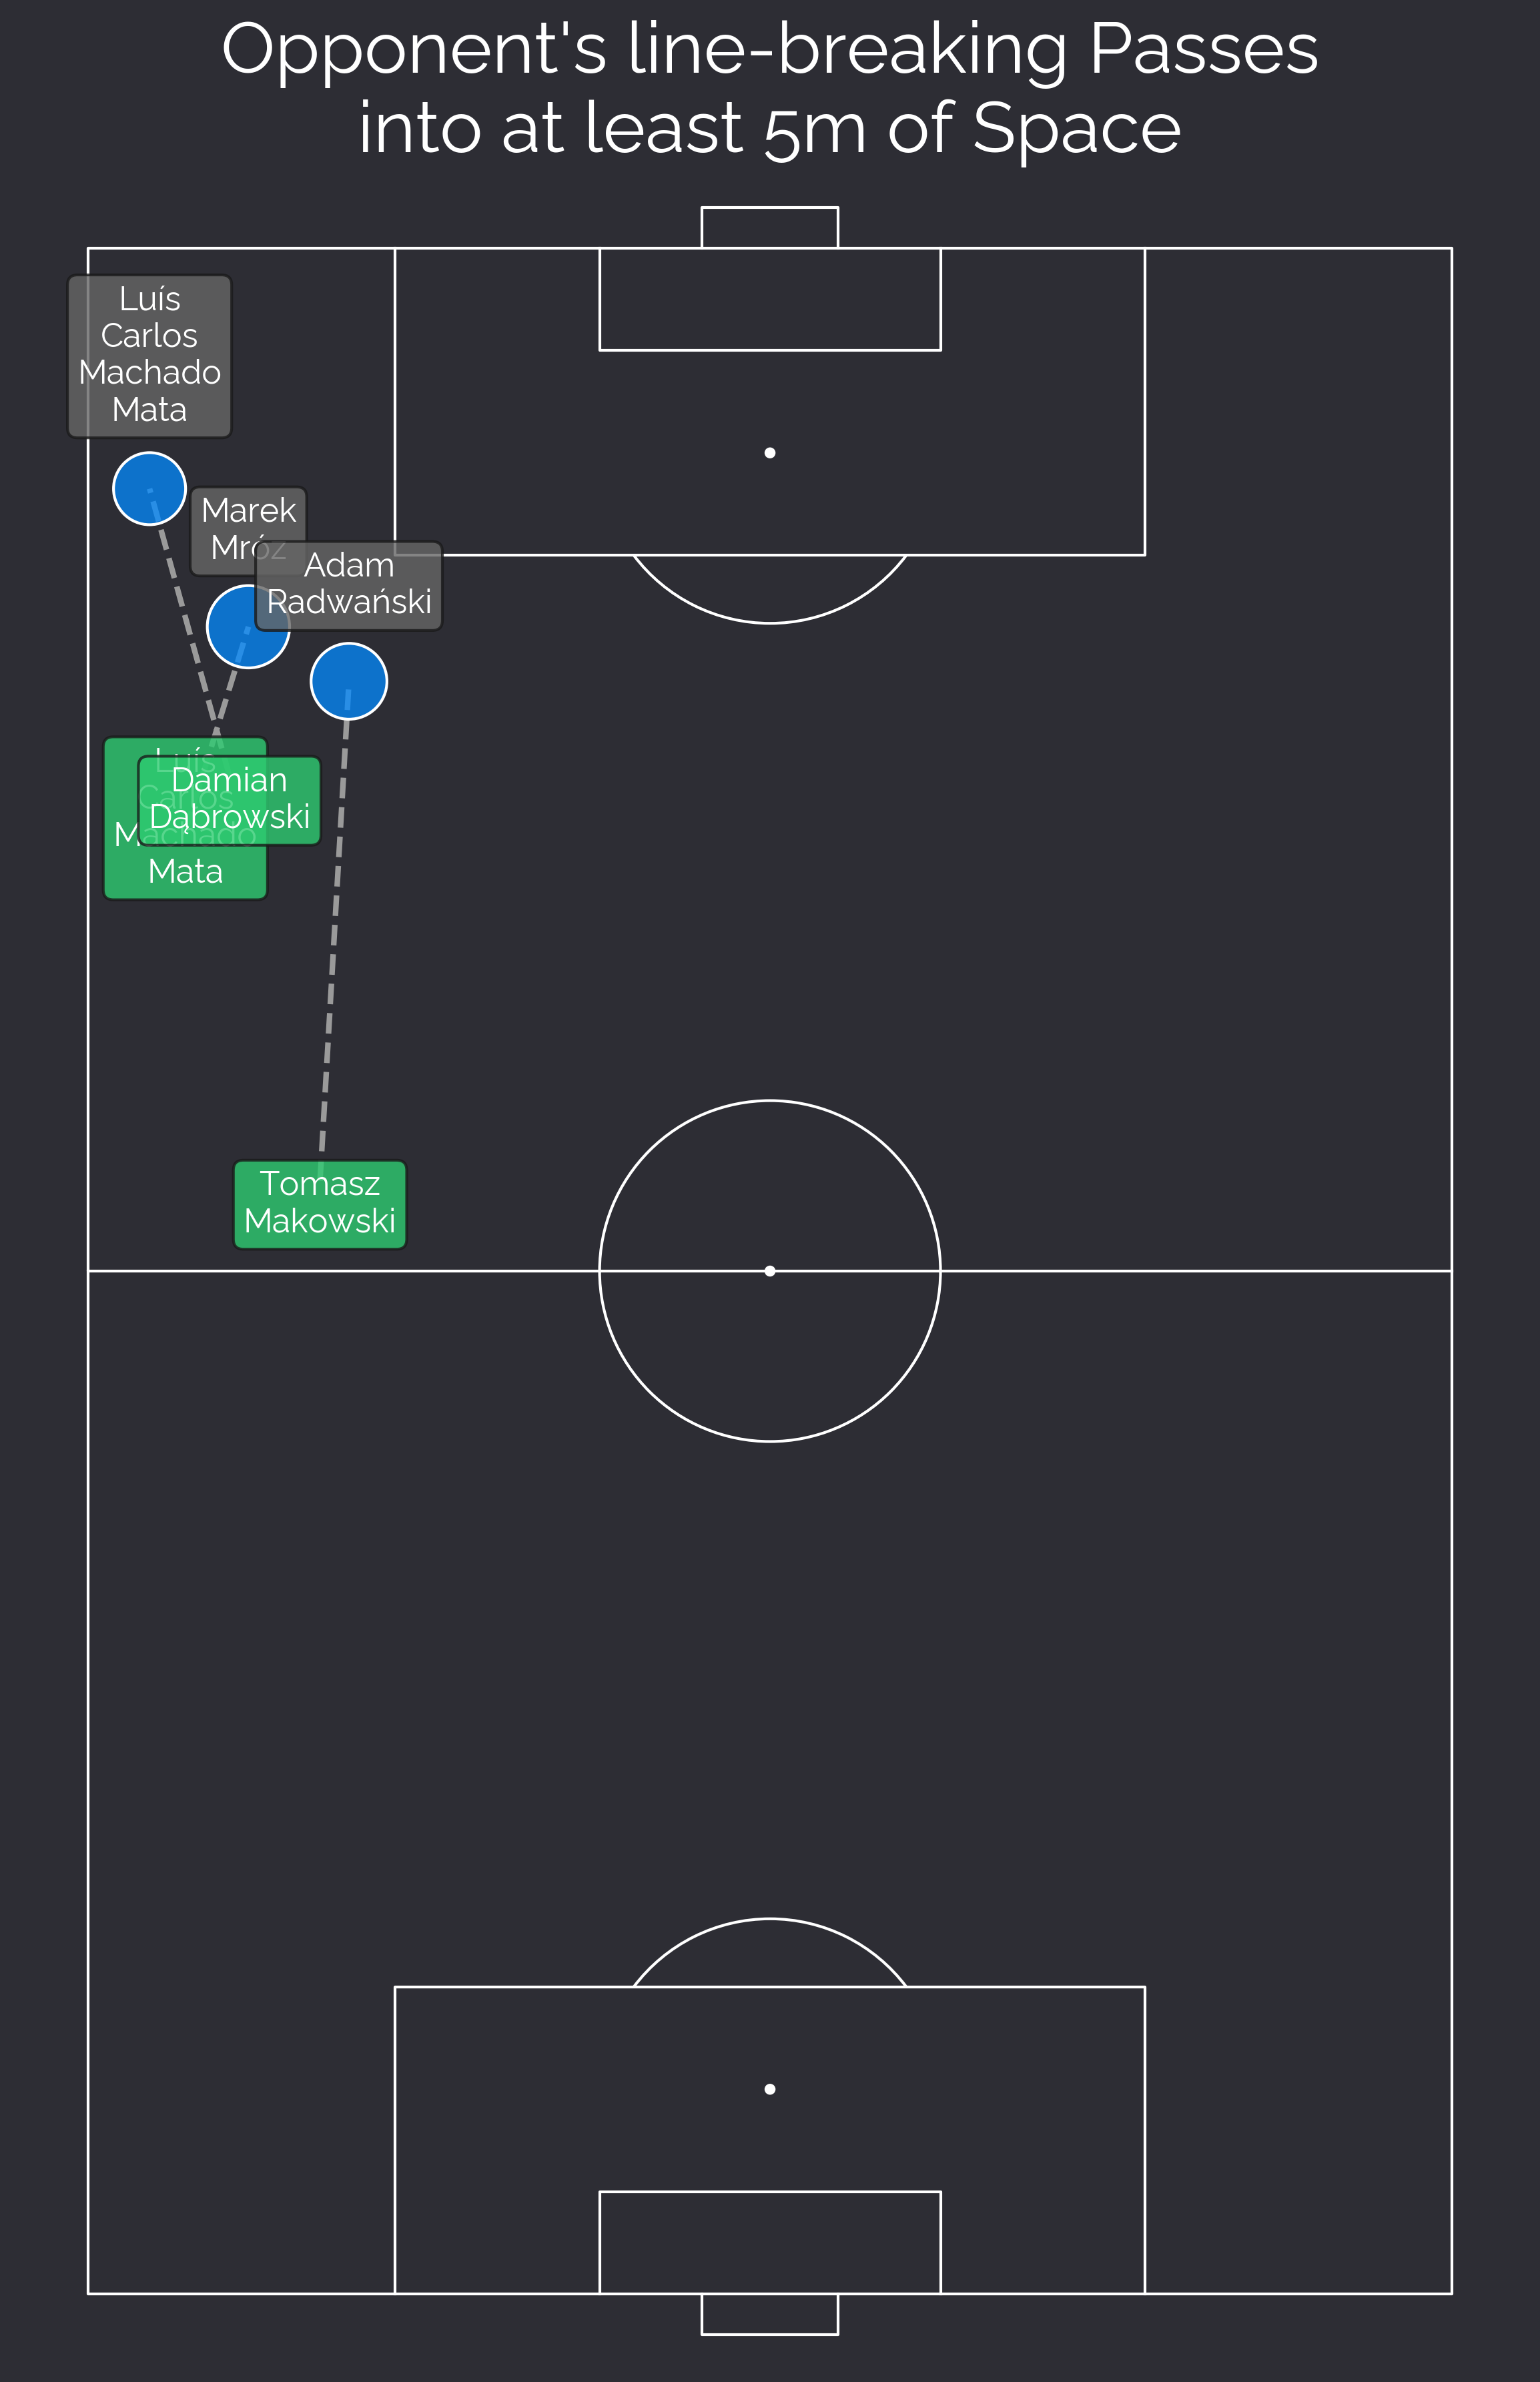 Opponent's line-breaking Passes
into at least 5m of Space
Luís
Carlos
Machado
Mata
Marek
Mróz
Adam
Radwański
Luís
Carlos
Machado
Mata
Damian
Dąbrowski
Tomasz
Makowski